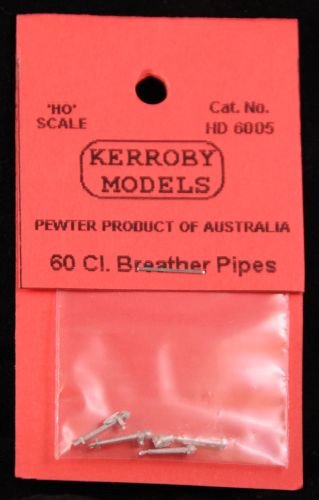 'HO'
SCALE
Cat. No.
HD 6005
KERROBY
MODELS
PEWTER PRODUCT OF AUSTRALIA
60 Cl. Breather Pipes